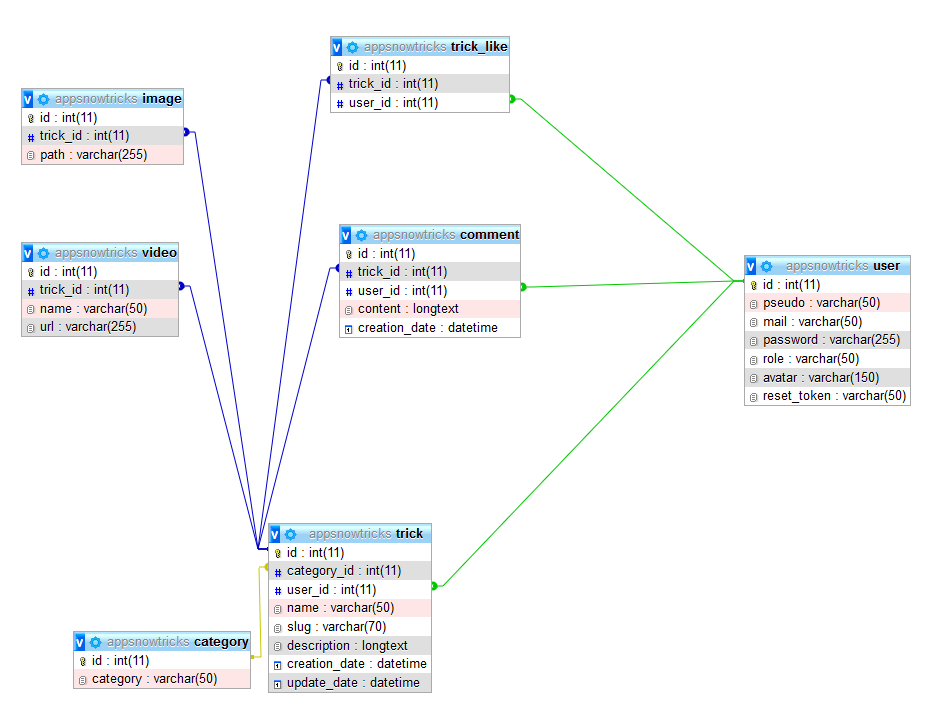 v appsnowtricks trick_like
id : int(11)
# trick_id : int(11)
# user_id : int(11)
v appsnowtricks image
id : int(11)
# trick_id : int(11)
path : varchar(255)
v appsnowtricks video
id : int(11)
# trick_id : int(11)
name : varchar(50)
url : varchar(255)
v appsnowtricks comment
id : int(11)
# trick_id : int(11)
# user_id : int(11)
content : longtext
creation_date : datetime
v appsnowtricks user
id : int(11)
pseudo : varchar(50)
mail : varchar(50)
password : varchar(255)
role : varchar(50)
avatar : varchar(150)
reset_token : varchar(50)
v appsnowtricks trick
id : int(11)
# category_id : int(11)
# user_id : int(11)
name : varchar(50)
slug : varchar(70)
description : longtext
creation_date : datetime
update_date : datetime
v appsnowtricks category
id : int(11)
category : varchar(50)